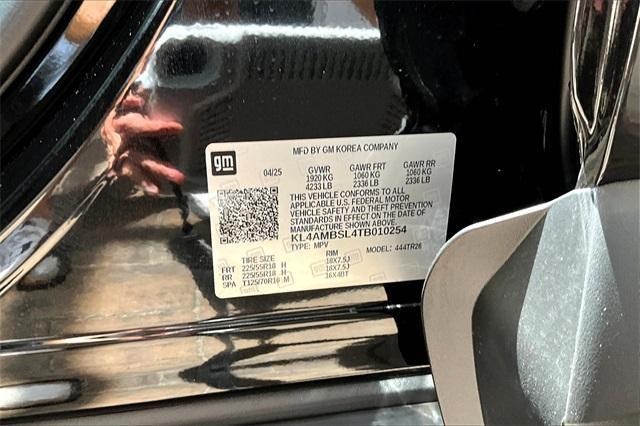 gm
MFD BY GM KOREA COMPANY
04/25 GVWR GAWR FRT GAWR RR
1920 KG 1060 KG 1060 KG
4233 LB 2336 LB 2336 LB
THIS VEHICLE CONFORMS TO ALL
APPLICABLE U.S. FEDERAL MOTOR
VEHICLE SAFETY AND THEFT PREVENTION
STANDARDS IN EFFECT ON THE DATE OF
MANUFACTURE SHOWN ABOVE.
KL4AMBSL4TB010254
TYPE: MPV MODEL: 444TR26
TIRE SIZE RIM
FRT 225/55R18 H 18X7.5J
RR 225/55R18 H 18X7.5J
SPA T125/70R16 M 16X4BT